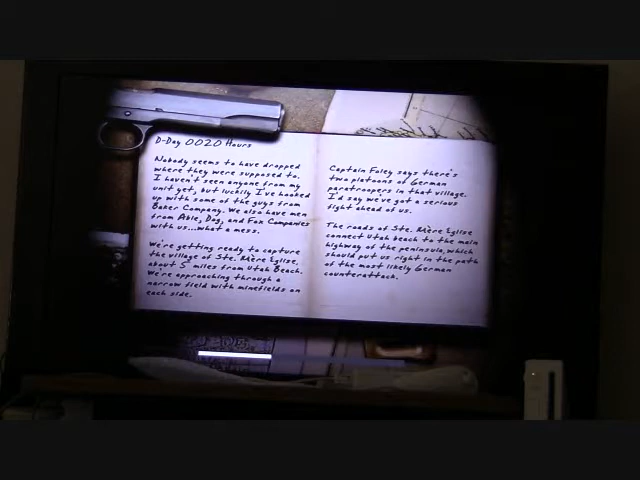 D-Day 0020 Hours
Nobody seems to have dropped
where they were supposed to.
I haven't seen anyone from my
unit yet, but luckily I've hooked
up with some of the guys from
Baker Company. We also have men
from Able, Dog, and Fox Companies
with us...what a mess.
We're getting ready to capture
the village of Ste. Mère Eglise,
about 5 miles from Utah Beach.
We're approaching through a
narrow field with minefields on
each side.
Captain Foley says there's
two platoons of German
paratroopers in that village.
I'd say we've got a serious
fight ahead of us.
The roads of Ste. Mère Eglise
connect Utah beach to the main
highway of the peninsula, which
should put us right in the path
of the most likely German
counterattack.